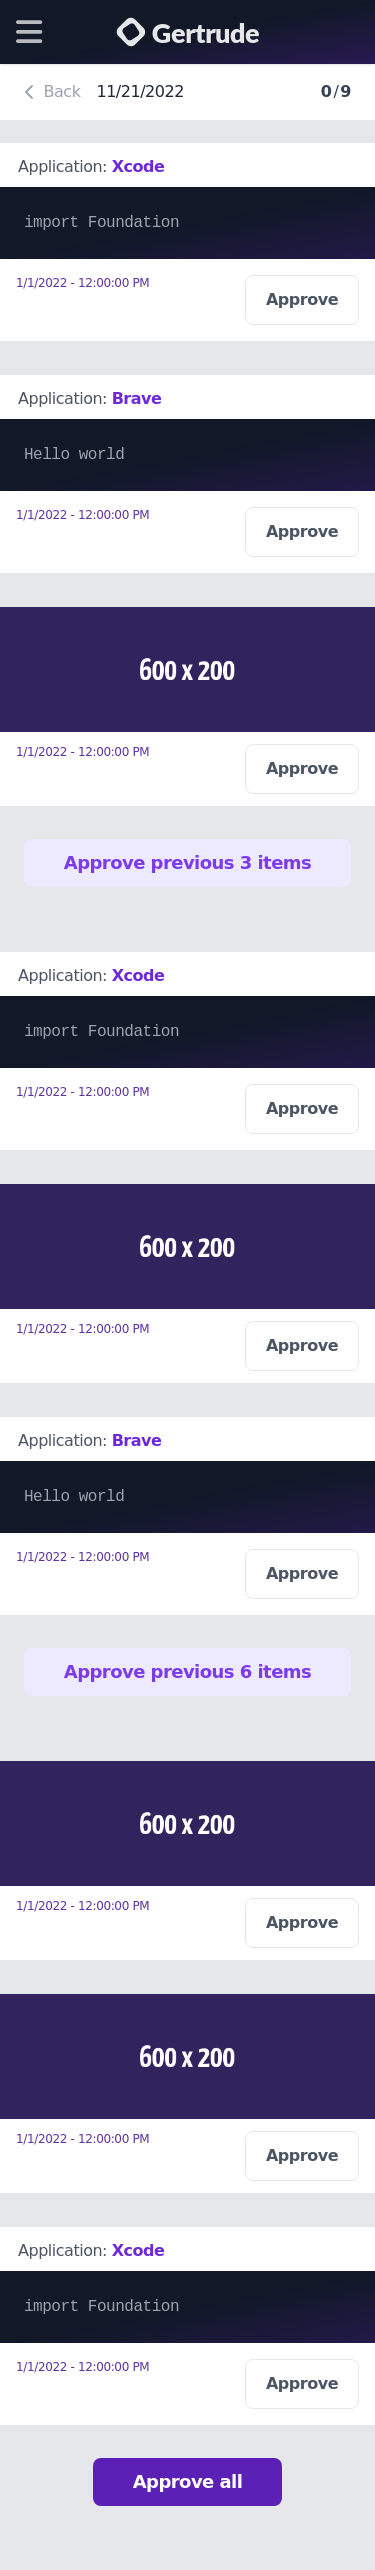 Gertrude
Back 11/21/2022 0/9
Application: Xcode
import Foundation
1/1/2022 - 12:00:00 PM
Approve
Application: Brave
Hello world
1/1/2022 - 12:00:00 PM
Approve
600 x 200
1/1/2022 - 12:00:00 PM
Approve
Approve previous 3 items
Application: Xcode
import Foundation
1/1/2022 - 12:00:00 PM
Approve
600 x 200
1/1/2022 - 12:00:00 PM
Approve
Application: Brave
Hello world
1/1/2022 - 12:00:00 PM
Approve
Approve previous 6 items
600 x 200
1/1/2022 - 12:00:00 PM
Approve
600 x 200
1/1/2022 - 12:00:00 PM
Approve
Application: Xcode
import Foundation
1/1/2022 - 12:00:00 PM
Approve
Approve all